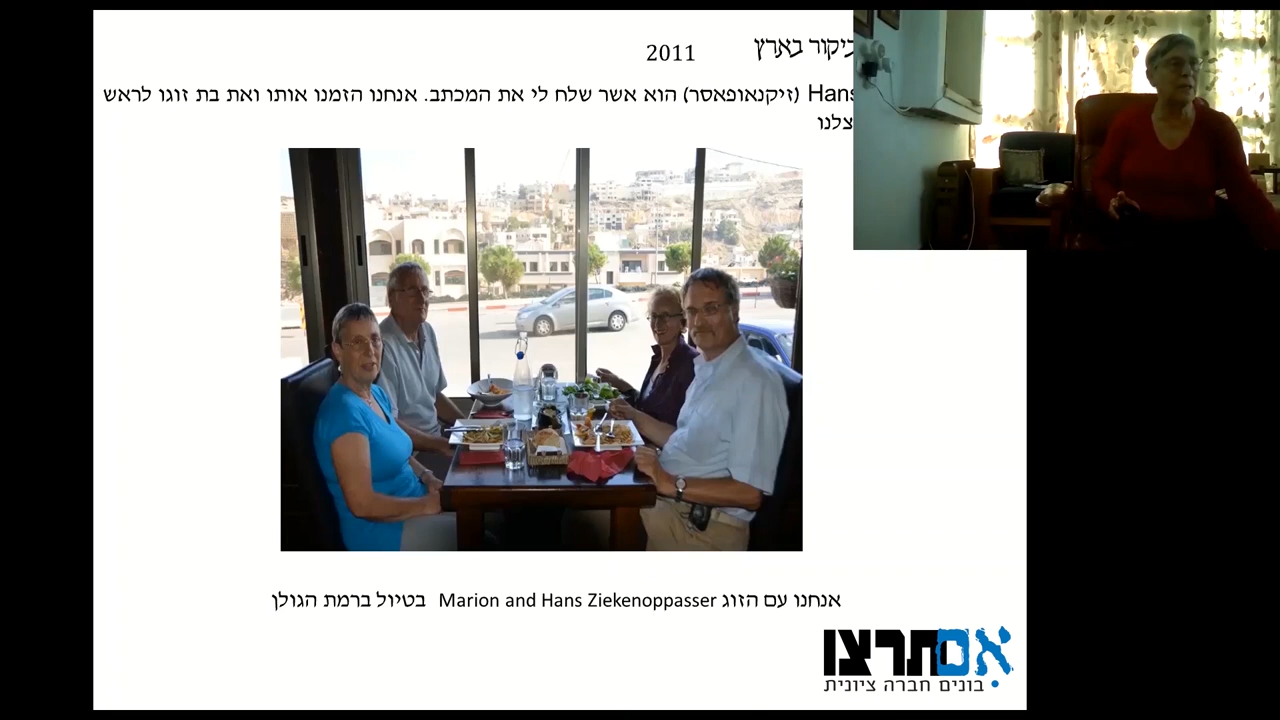 ביקור בארץ 2011
Hans (זיקנאופאסר) הוא אשר שלח לי את המכתב. אנחנו הזמנו אותו ואת בת זוגו לראש
אנחנו עם הזוג Marion and Hans Ziekenoppasser בטיול ברמת הגולן
אם תרצו
בונים חברה ציונית